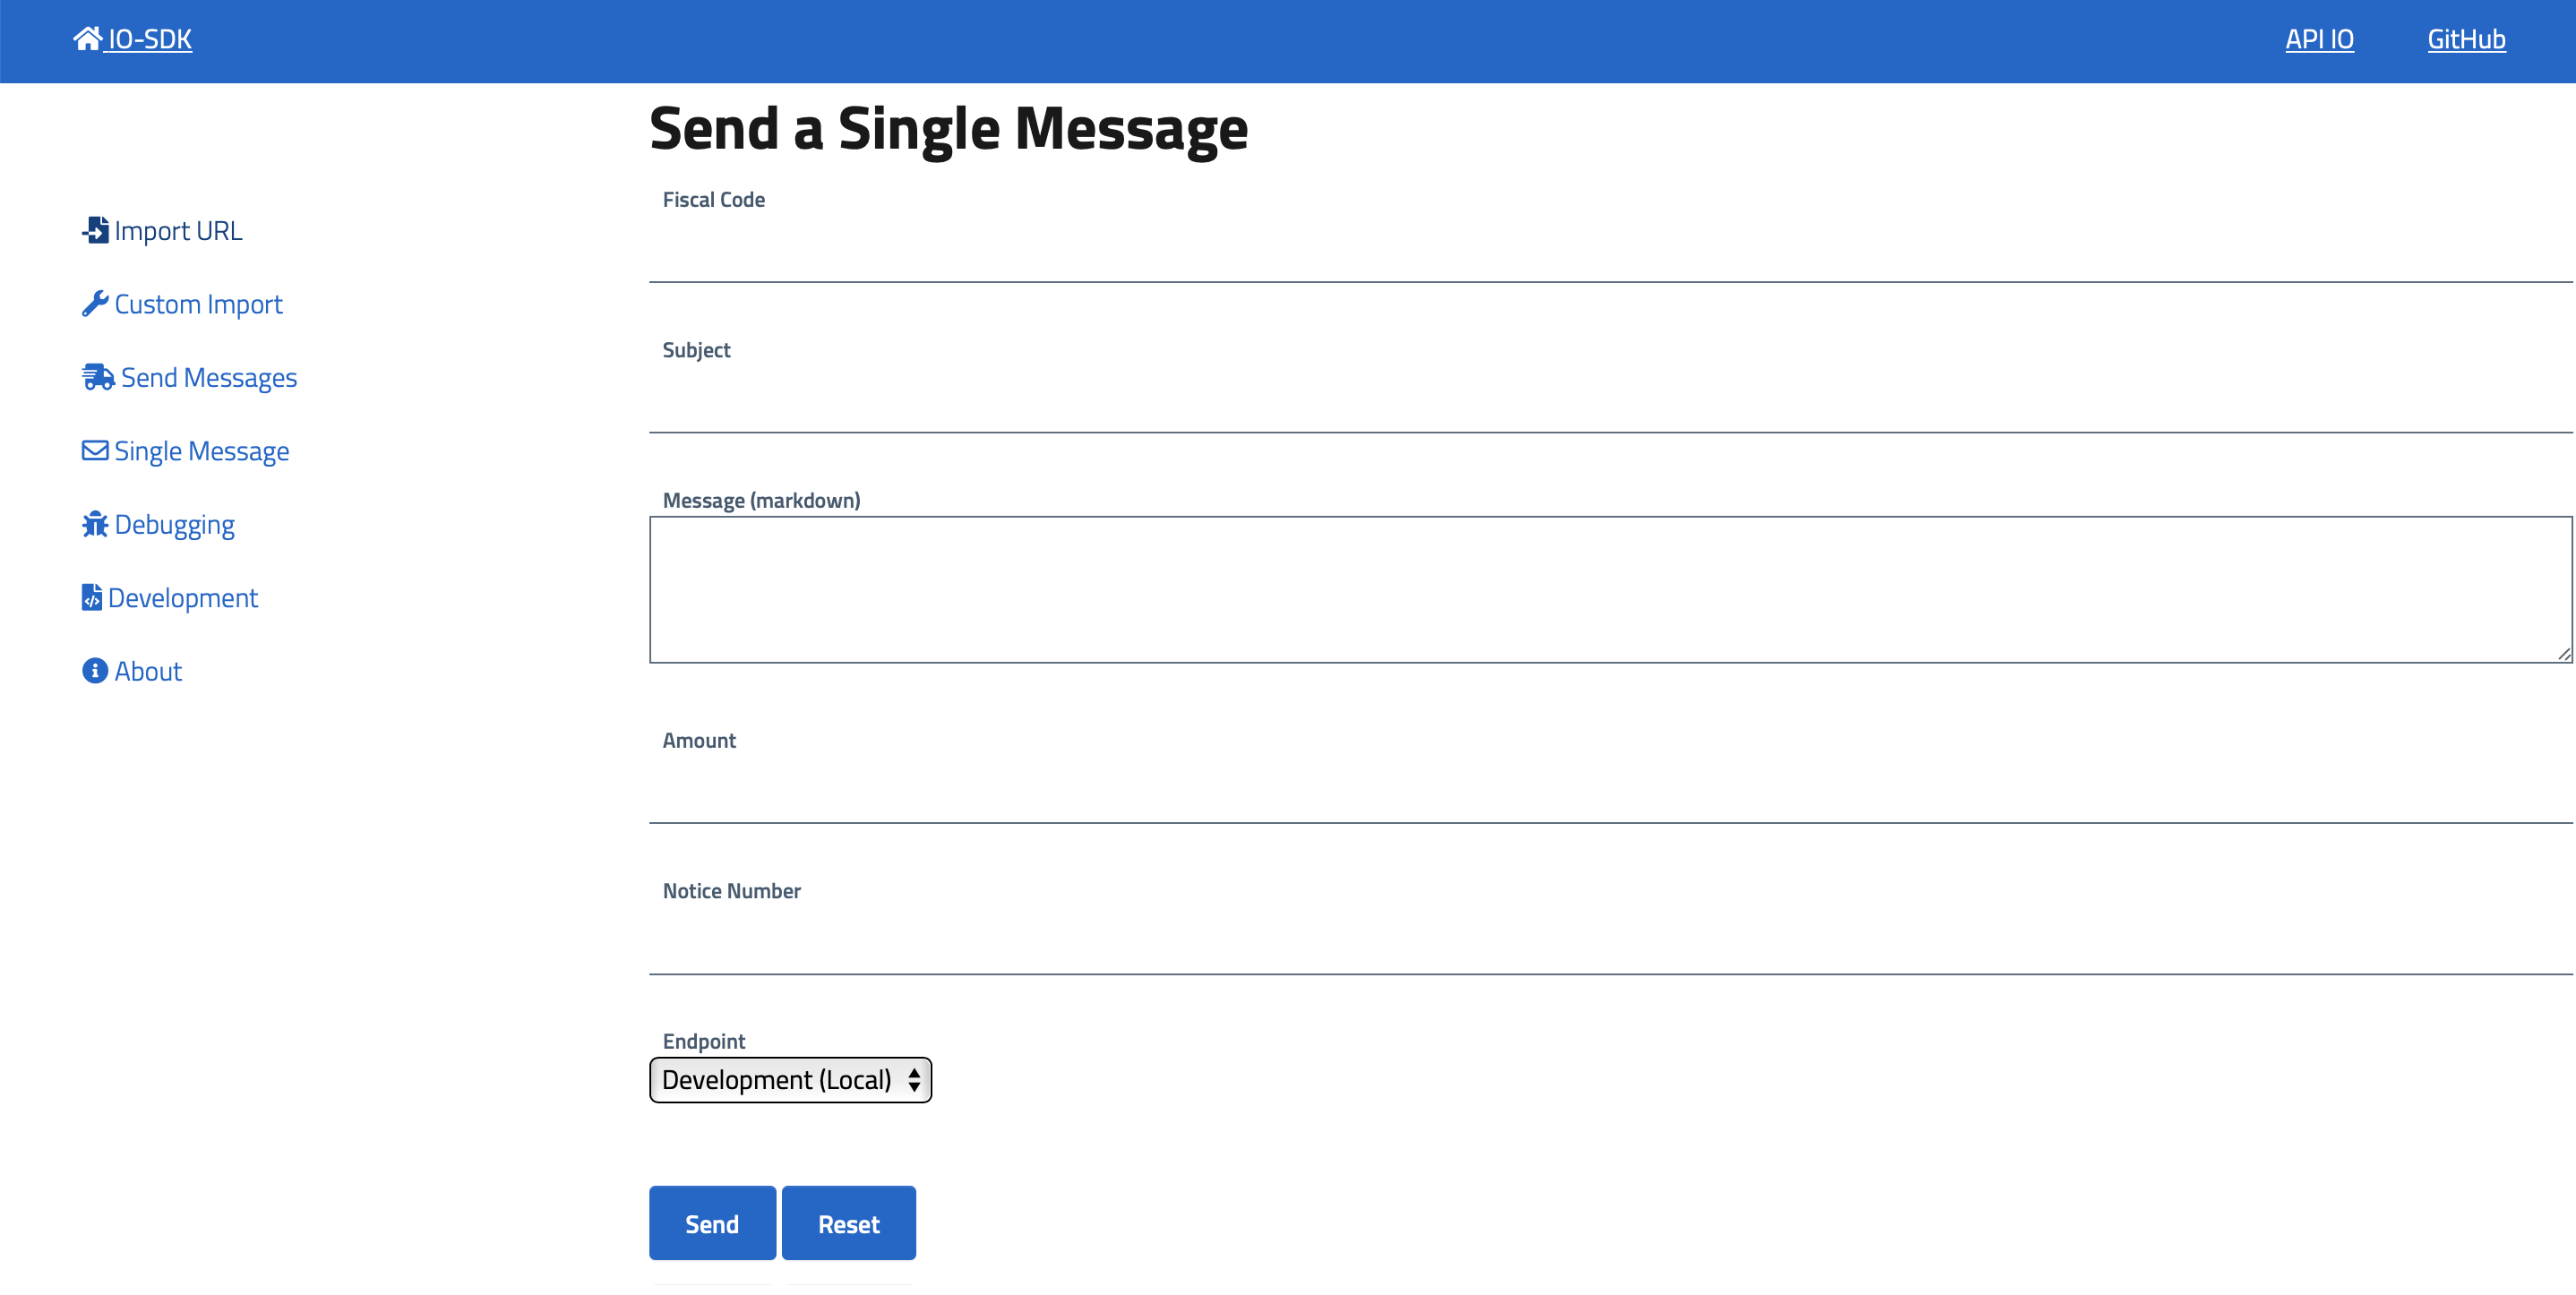 IO-SDK
API IO
GitHub
Import URL
Custom Import
Send Messages
Single Message
Debugging
Development
About
Send a Single Message
Fiscal Code
Subject
Message (markdown)
Amount
Notice Number
Endpoint
Development (Local)
Send
Reset